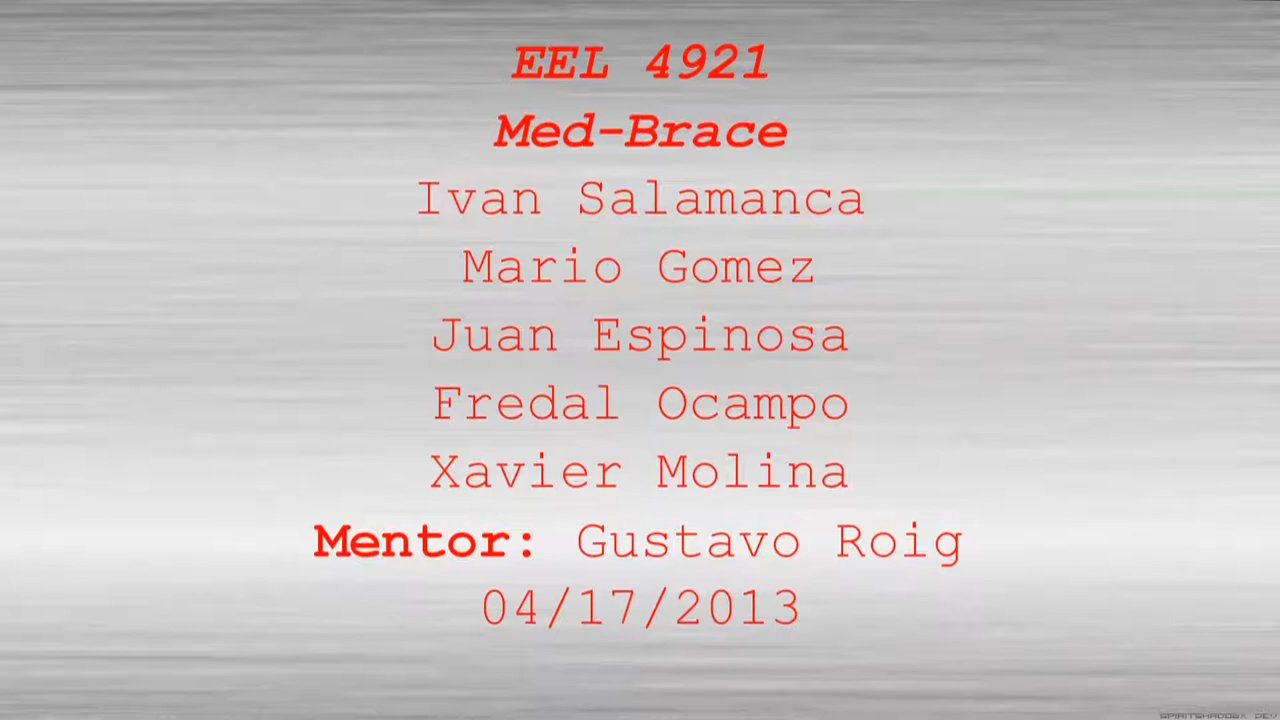 EEL 4921
Med-Brace
Ivan Salamanca
Mario Gomez
Juan Espinosa
Fredal Ocampo
Xavier Molina
Mentor: Gustavo Roig
04/17/2013